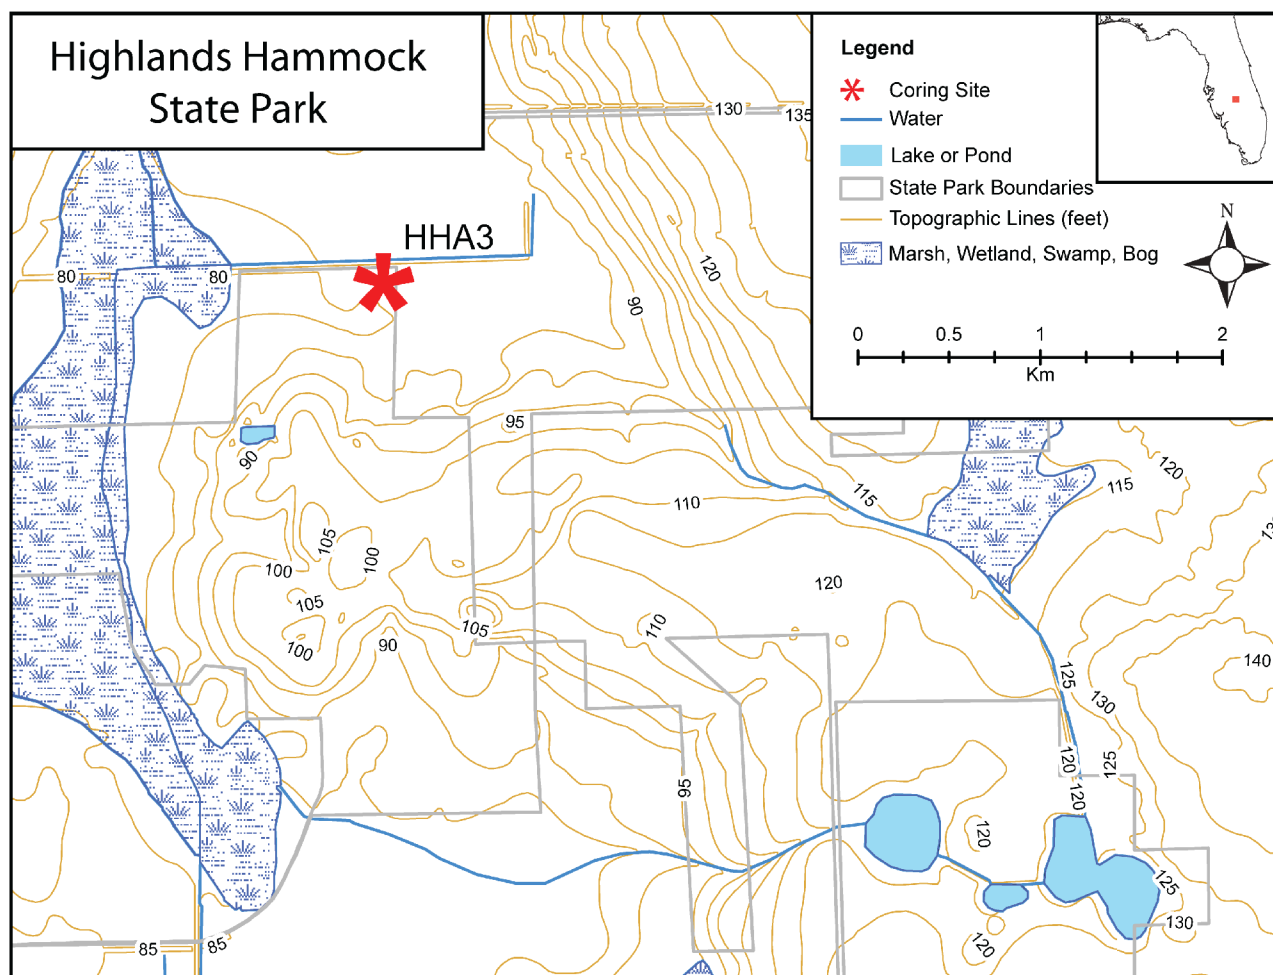 Highlands Hammock
State Park
Legend
Coring Site
Water
Lake or Pond
State Park Boundaries
Topographic Lines (feet)
Marsh, Wetland, Swamp, Bog
N
0 0.5 1 2
Km
130
135
HHA3
80
80
120
90
95
90
115
120
115
110
105
100
100
120
105
105
110
100
90
140
125
130
120
125
95
120
120
125
130
120
85
85